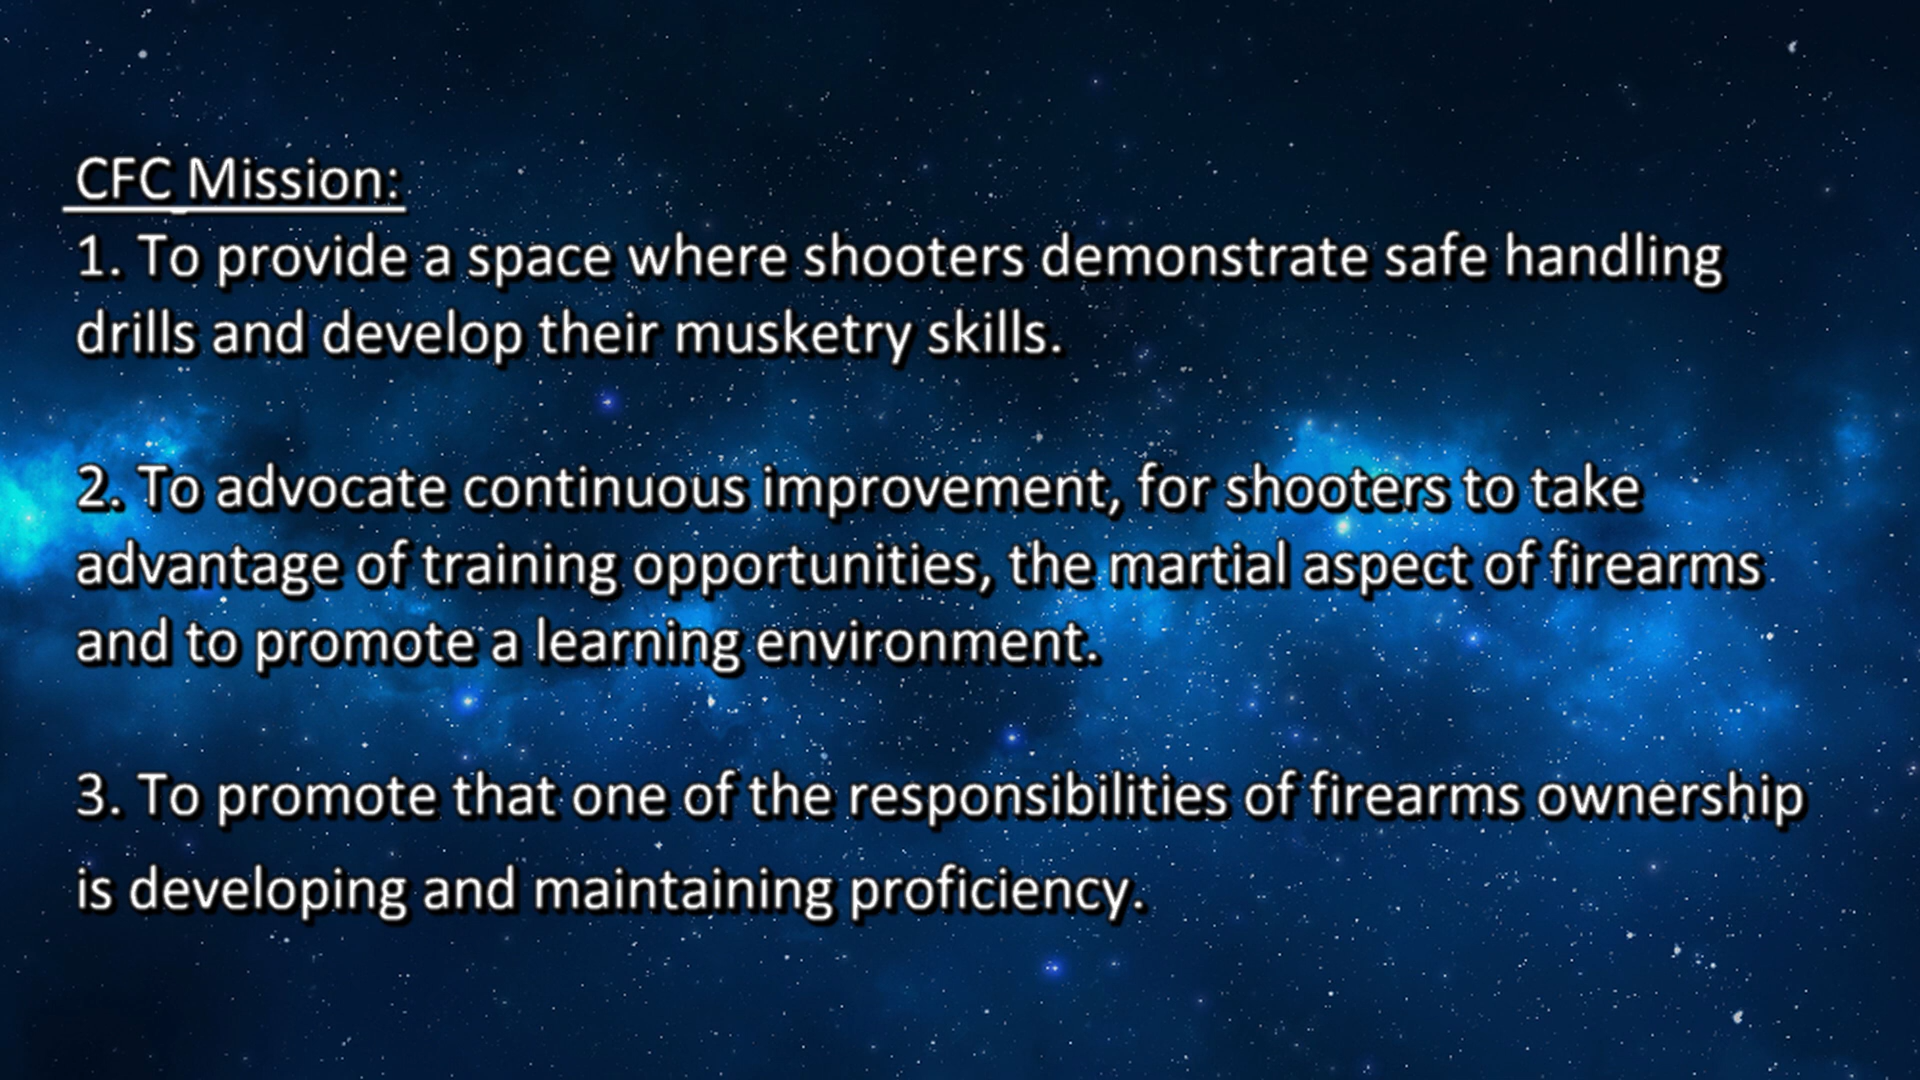 CFC Mission:
1. To provide a space where shooters demonstrate safe handling
drills and develop their musketry skills.
2. To advocate continuous improvement, for shooters to take
advantage of training opportunities, the martial aspect of firearms
and to promote a learning environment.
3. To promote that one of the responsibilities of firearms ownership
is developing and maintaining proficiency.